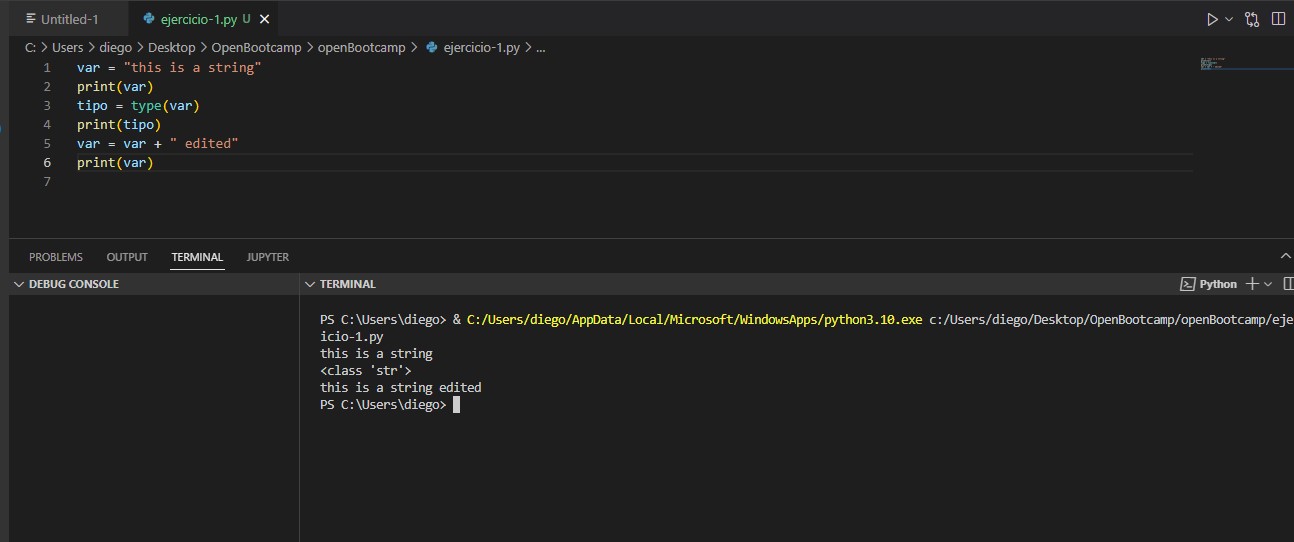 Untitled-1 ejercicio-1.py U
C: > Users > diego > Desktop > OpenBootcamp > openBootcamp > ejercicio-1.py > ...
1 var = "this is a string"
2 print(var)
3 tipo = type(var)
4 print(tipo)
5 var = var + " edited"
6 print(var)
7
PROBLEMS OUTPUT TERMINAL JUPYTER
DEBUG CONSOLE TERMINAL Python
PS C:\Users\diego> & C:/Users/diego/AppData/Local/Microsoft/WindowsApps/python3.10.exe c:/Users/diego/Desktop/OpenBootcamp/openBootcamp/eje
icio-1.py
this is a string
<class 'str'>
this is a string edited
PS C:\Users\diego>